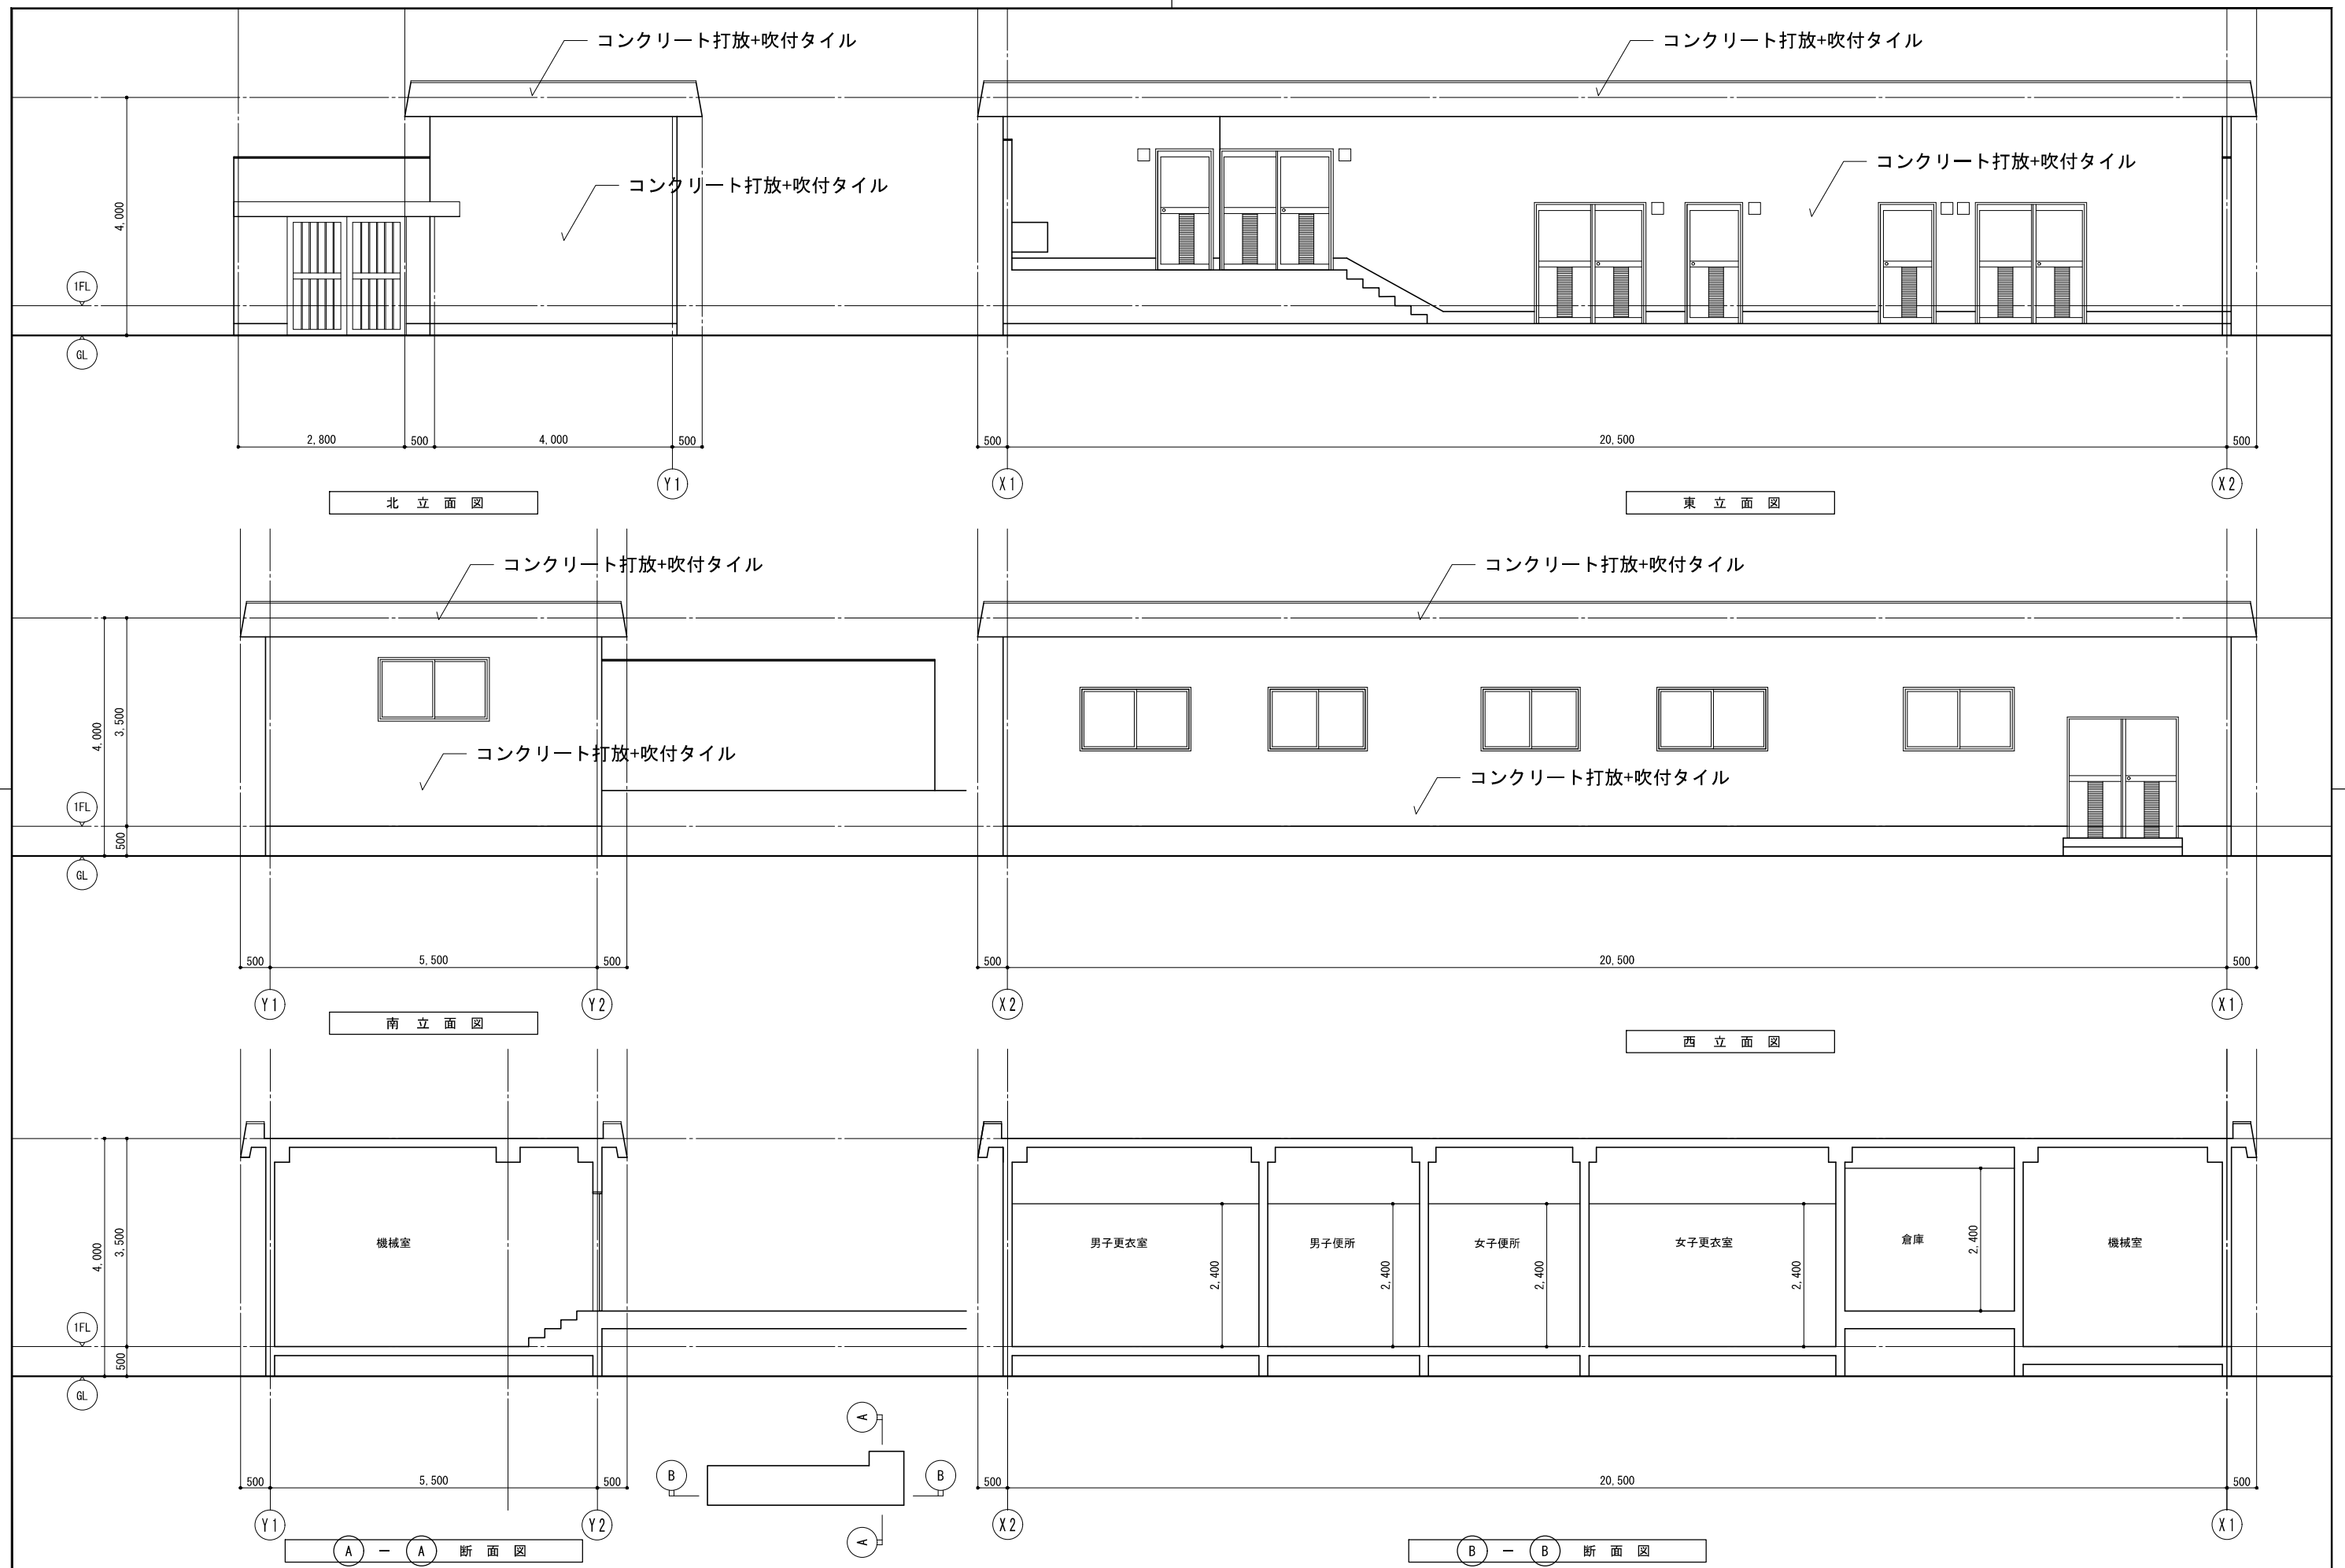 コンクリート打放+吹付タイル
コンクリート打放+吹付タイル
コンクリート打放+吹付タイル
コンクリート打放+吹付タイル
4,000
1FL
GL
2,800
500
4,000
500
500
20,500
500
Y1
X1
X2
北 立 面 図
東 立 面 図
コンクリート打放+吹付タイル
コンクリート打放+吹付タイル
コンクリート打放+吹付タイル
コンクリート打放+吹付タイル
4,000
3,500
500
1FL
GL
500
5,500
500
500
20,500
500
Y1
Y2
X2
X1
南 立 面 図
西 立 面 図
4,000
3,500
500
1FL
GL
機械室
男子更衣室
2,400
男子便所
2,400
女子便所
2,400
女子更衣室
2,400
倉庫
2,400
機械室
A
B
B
A
500
5,500
500
500
20,500
500
Y1
Y2
X2
X1
A ー A 断 面 図
B ー B 断 面 図